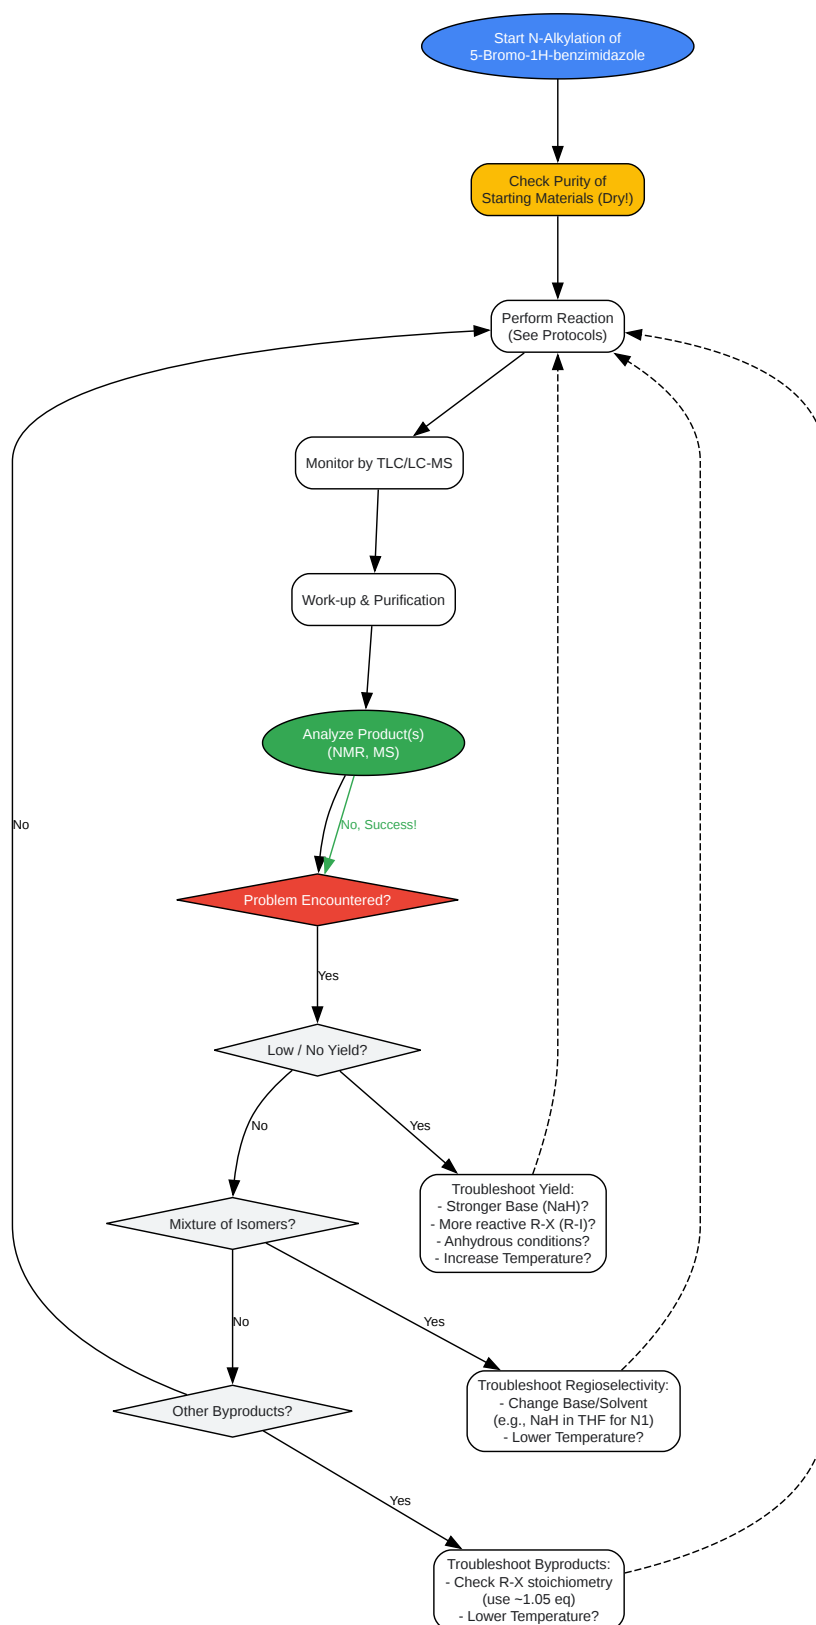 Start N-Alkylation of
5-Bromo-1H-benzimidazole
Check Purity of
Starting Materials (Dry!)
Perform Reaction
(See Protocols)
Monitor by TLC/LC-MS
Work-up & Purification
Analyze Product(s)
(NMR, MS)
No
No, Success!
Problem Encountered?
Yes
Low / No Yield?
No
Yes
Troubleshoot Yield:
- Stronger Base (NaH)?
- More reactive R-X (R-I)?
- Anhydrous conditions?
- Increase Temperature?
Mixture of Isomers?
No
Yes
Troubleshoot Regioselectivity:
- Change Base/Solvent
(e.g., NaH in THF for N1)
- Lower Temperature?
Other Byproducts?
Yes
Troubleshoot Byproducts:
- Check R-X stoichiometry
(use ~1.05 eq)
- Lower Temperature?